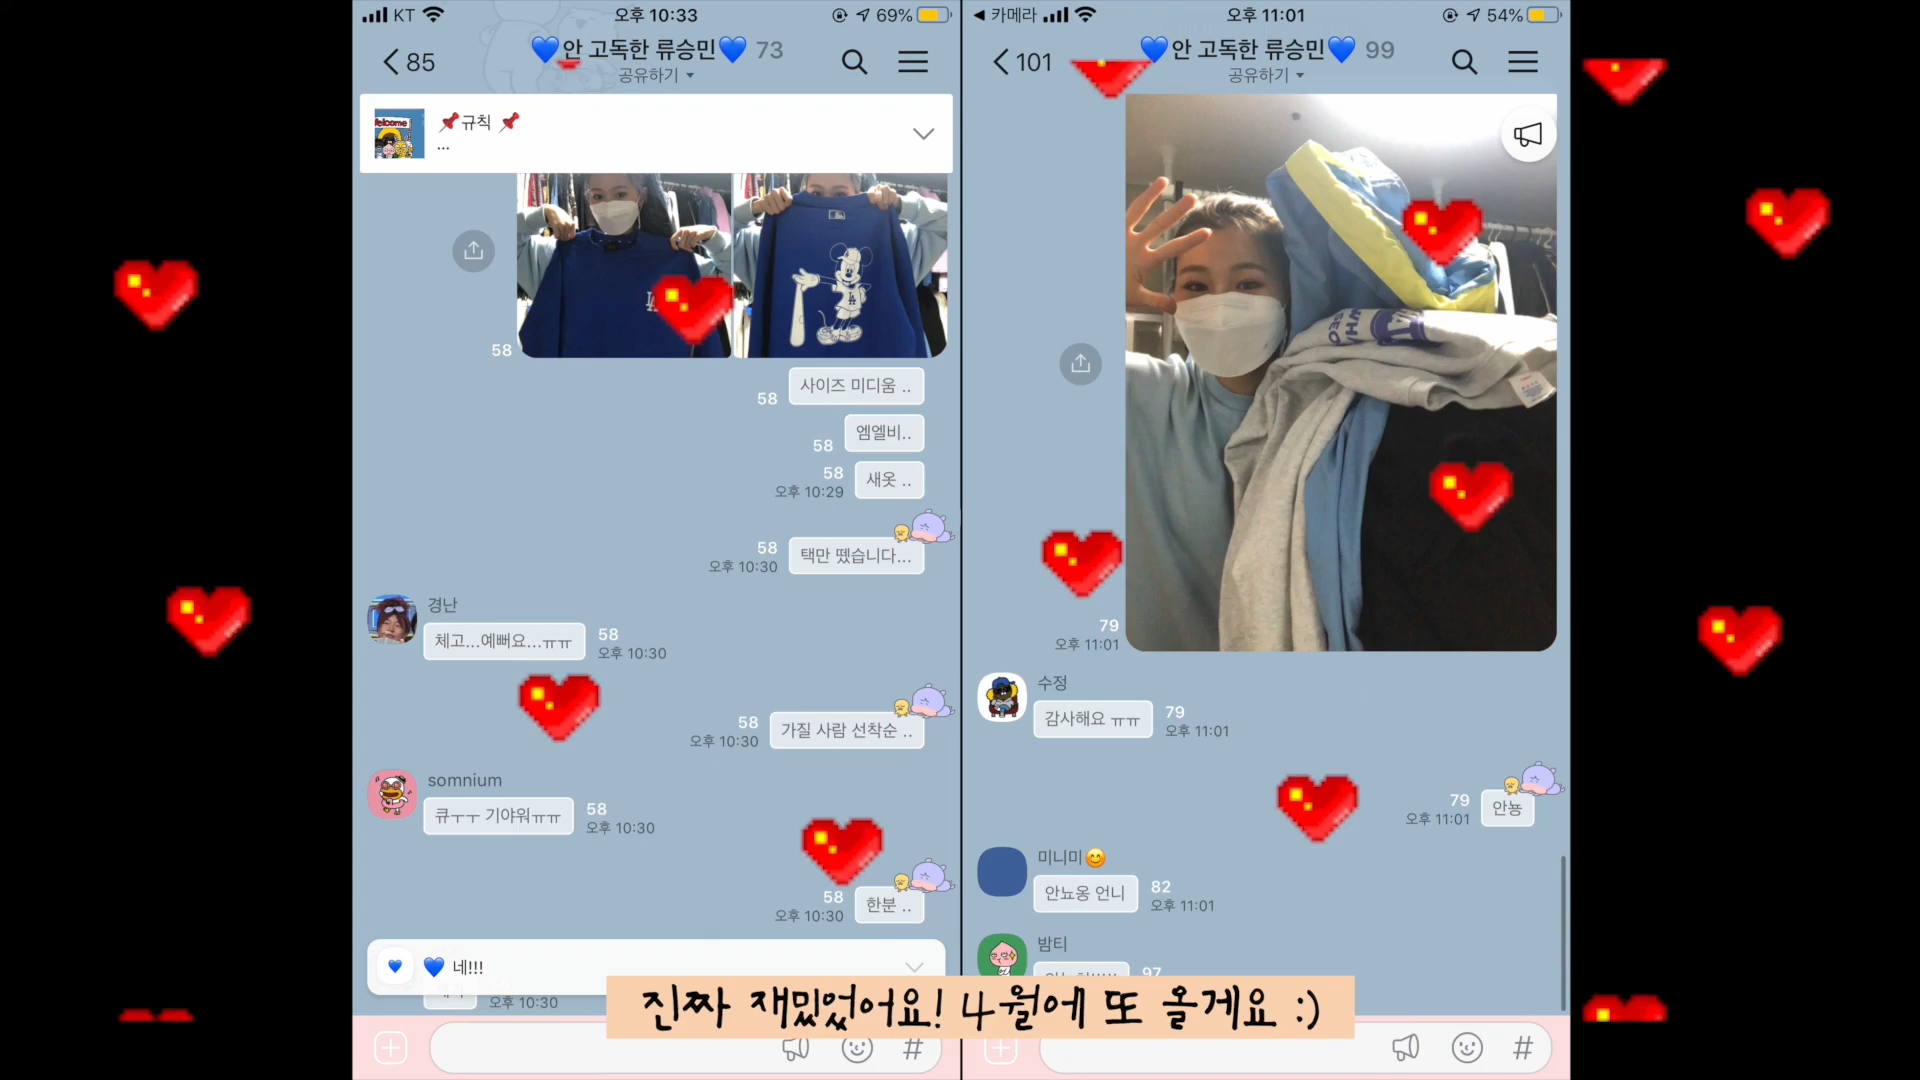 KT 오후 10:33 69%
85 💙안 고독한 류승민💙 73
공유하기
Welcome
📌규칙 📌
...
LA
58
사이즈 미디움 ..
58
엠엘비..
58
새옷 ..
58
오후 10:29
택만 뗐습니다...
58
오후 10:30
경난
체고...예뻐요...ㅠㅠ
58
오후 10:30
가질 사람 선착순 ..
58
오후 10:30
somnium
큐ㅜㅜ 기야워ㅠㅠ
58
오후 10:30
한분 ..
58
오후 10:30
💙 네!!!
오후 10:30
#
카메라 오후 11:01 54%
101 💙안 고독한 류승민💙 99
공유하기
79
오후 11:01
수정
감사해요 ㅠㅠ
79
오후 11:01
안뇽
79
오후 11:01
미니미😊
안뇨옹 언니
82
오후 11:01
밤티
97
#
진짜 재밌었어요! 4월에 또 올게요 :)